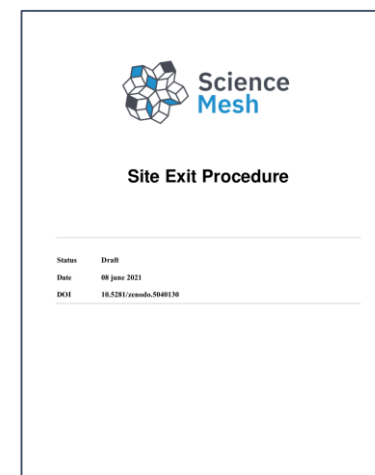 Science
Mesh
Site Exit Procedure
Status Draft
Date 08 june 2021
DOI 10.5281/zenodo.5040130